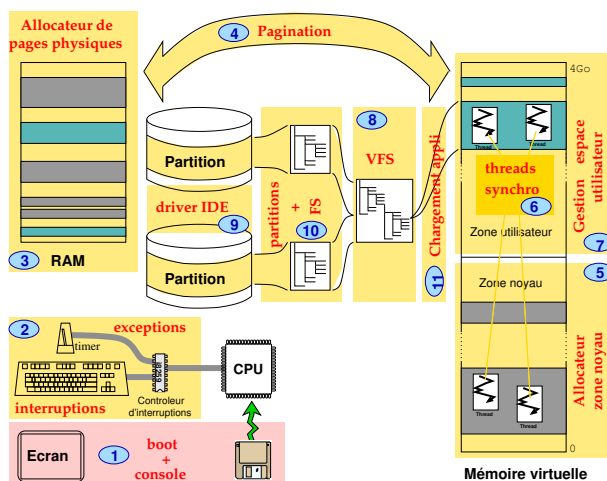 Allocateur de
pages physiques
4
Pagination
4Go
Thread
Thread
threads
synchro
6
Zone utilisateur
Gestion espace
utilisateur
7
Partition
driver IDE
9
Partition
partitions
+
FS
10
8
VFS
Chargement appli
11
3
RAM
5
Zone noyau
Thread
Thread
Allocateur
zone noyau
0
Mémoire virtuelle
2
exceptions
timer
i8259
interruptions
Controleur
d'interruptions
CPU
Ecran
1
boot
+
console